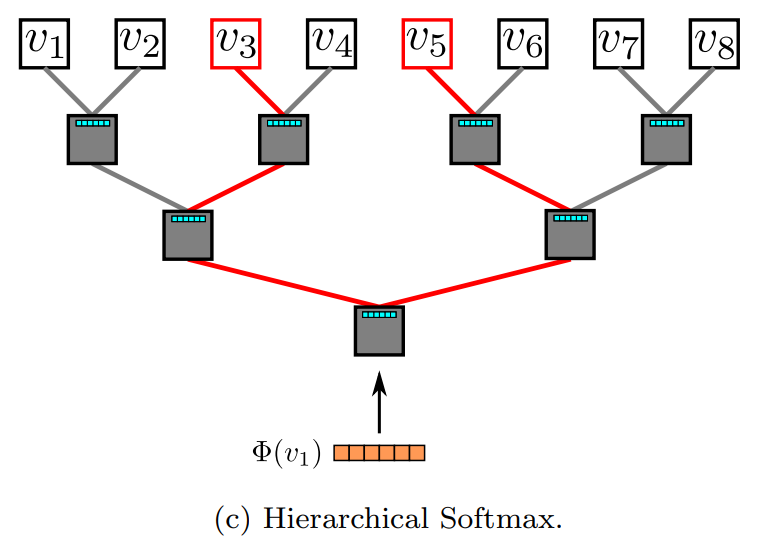 v₁ v₂ v₃ v₄ v₅ v₆ v₇ v₈
Φ(v₁)
(c) Hierarchical Softmax.